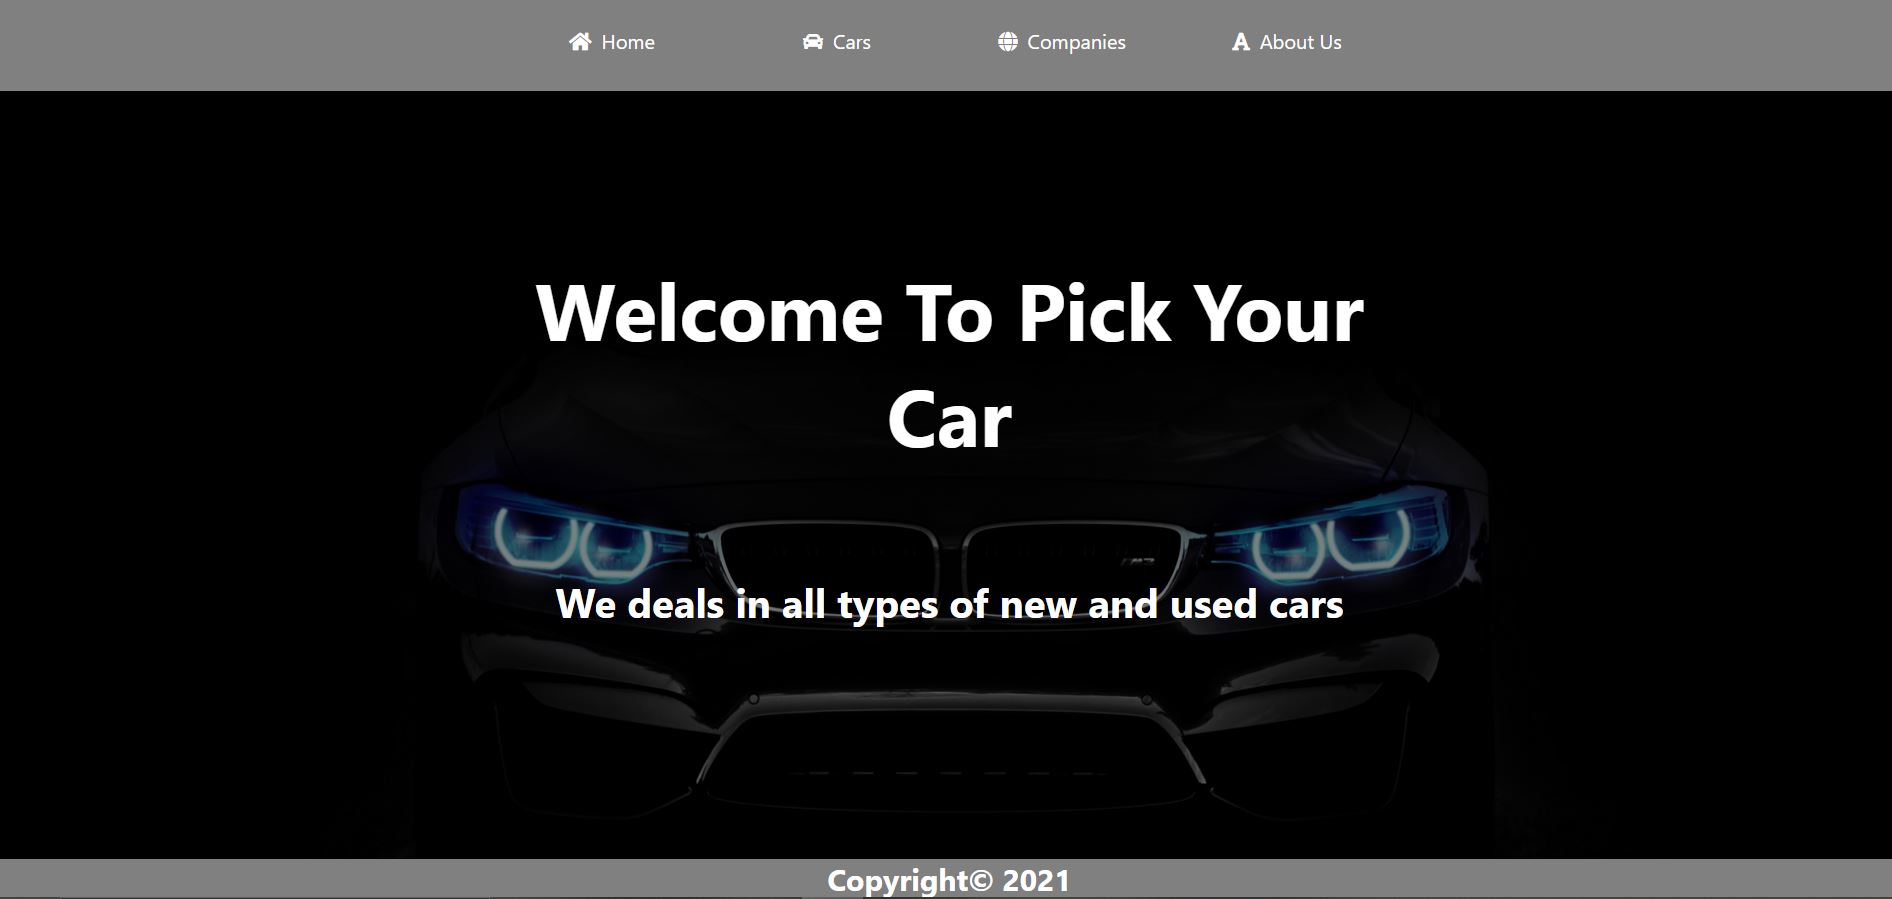 Home Cars Companies About Us
Welcome To Pick Your
Car
We deals in all types of new and used cars
Copyright© 2021